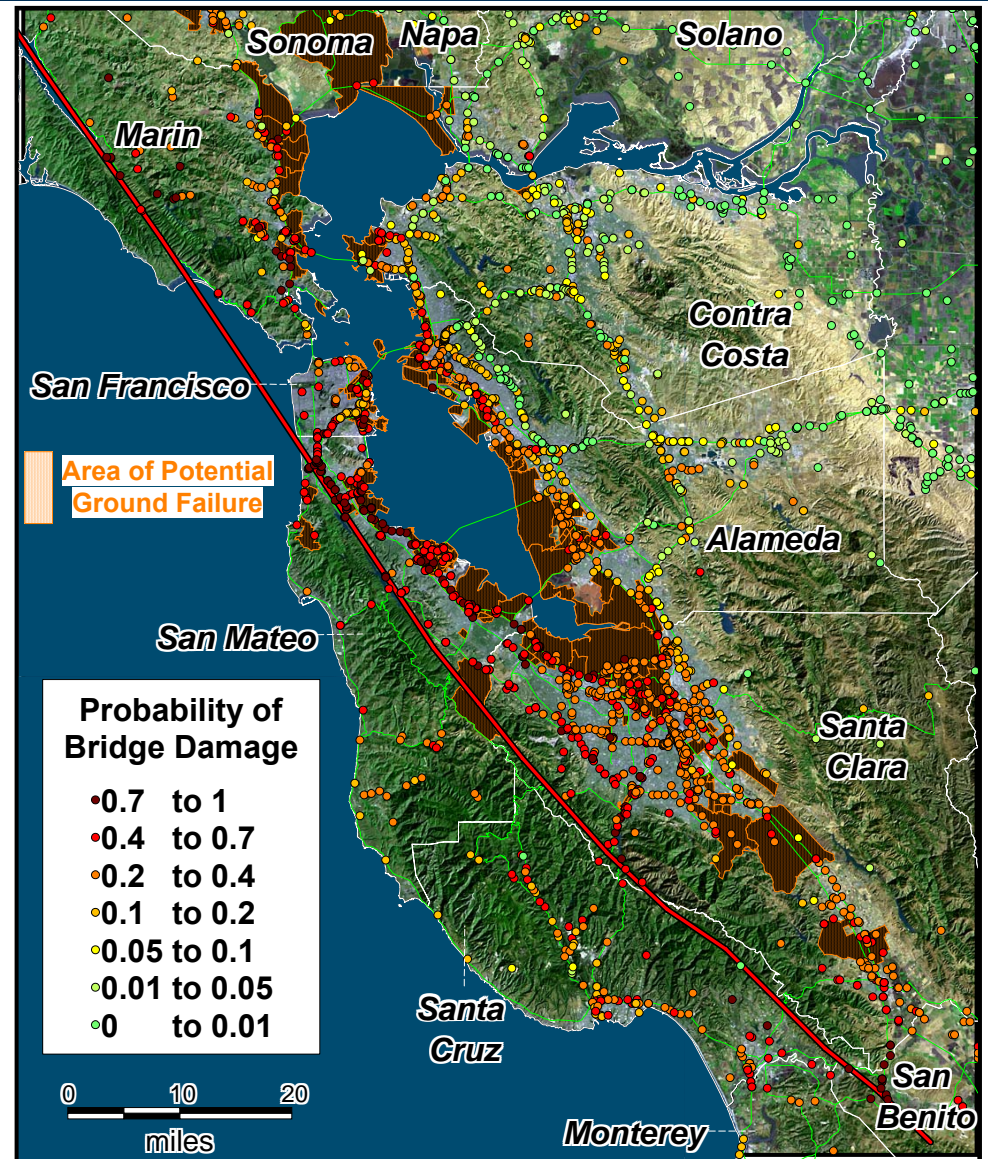 Sonoma
Napa
Solano
Marin
Contra
Costa
San Francisco
Area of Potential
Ground Failure
Alameda
San Mateo
Probability of
Bridge Damage
0.7 to 1
0.4 to 0.7
0.2 to 0.4
0.1 to 0.2
0.05 to 0.1
0.01 to 0.05
0 to 0.01
Santa
Clara
Santa
Cruz
San
Benito
Monterey
0 10 20
miles